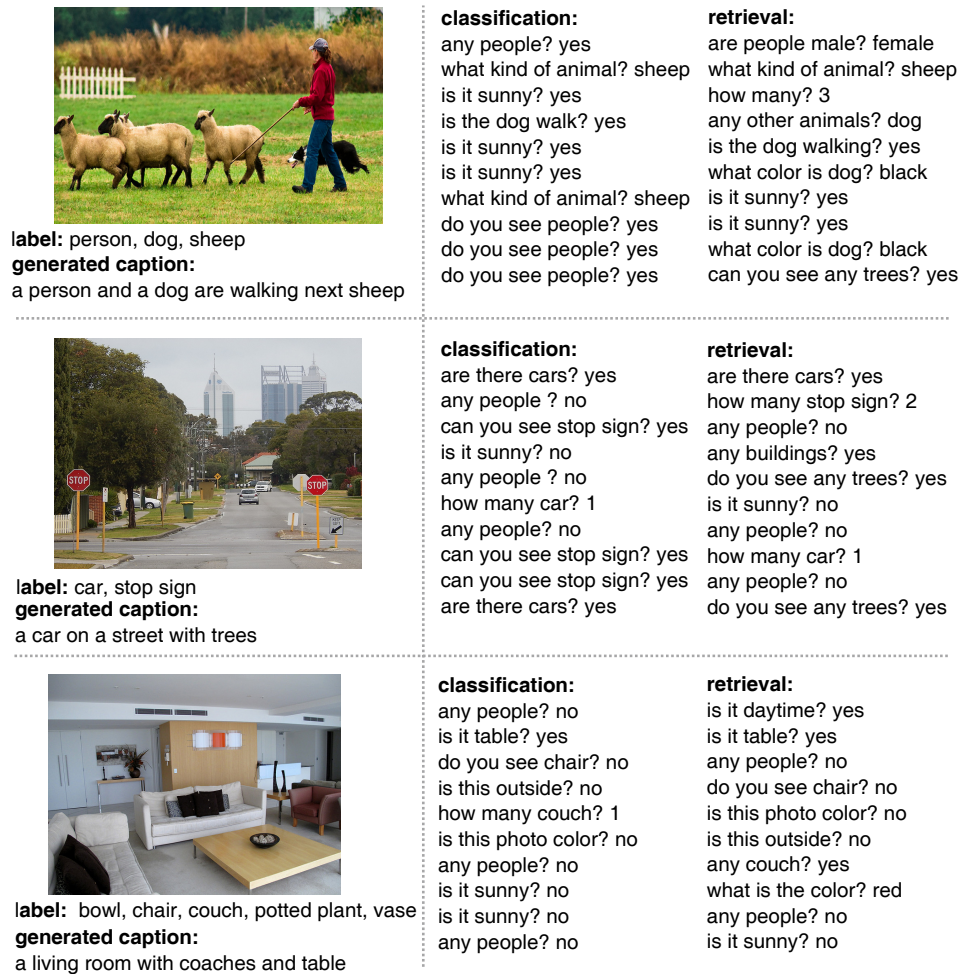 label: person, dog, sheep
generated caption:
a person and a dog are walking next sheep
classification:
any people? yes
what kind of animal? sheep
is it sunny? yes
is the dog walk? yes
is it sunny? yes
is it sunny? yes
what kind of animal? sheep
do you see people? yes
do you see people? yes
do you see people? yes
retrieval:
are people male? female
what kind of animal? sheep
how many? 3
any other animals? dog
is the dog walking? yes
what color is dog? black
is it sunny? yes
is it sunny? yes
what color is dog? black
can you see any trees? yes
STOP
STOP
label: car, stop sign
generated caption:
a car on a street with trees
classification:
are there cars? yes
any people ? no
can you see stop sign? yes
is it sunny? no
any people ? no
how many car? 1
any people? no
can you see stop sign? yes
can you see stop sign? yes
are there cars? yes
retrieval:
are there cars? yes
how many stop sign? 2
any people? no
any buildings? yes
do you see any trees? yes
is it sunny? no
any people? no
how many car? 1
any people? no
do you see any trees? yes
label: bowl, chair, couch, potted plant, vase
generated caption:
a living room with coaches and table
classification:
any people? no
is it table? yes
do you see chair? no
is this outside? no
how many couch? 1
is this photo color? no
any people? no
is it sunny? no
is it sunny? no
any people? no
retrieval:
is it daytime? yes
is it table? yes
any people? no
do you see chair? no
is this photo color? no
is this outside? no
any couch? yes
what is the color? red
any people? no
is it sunny? no